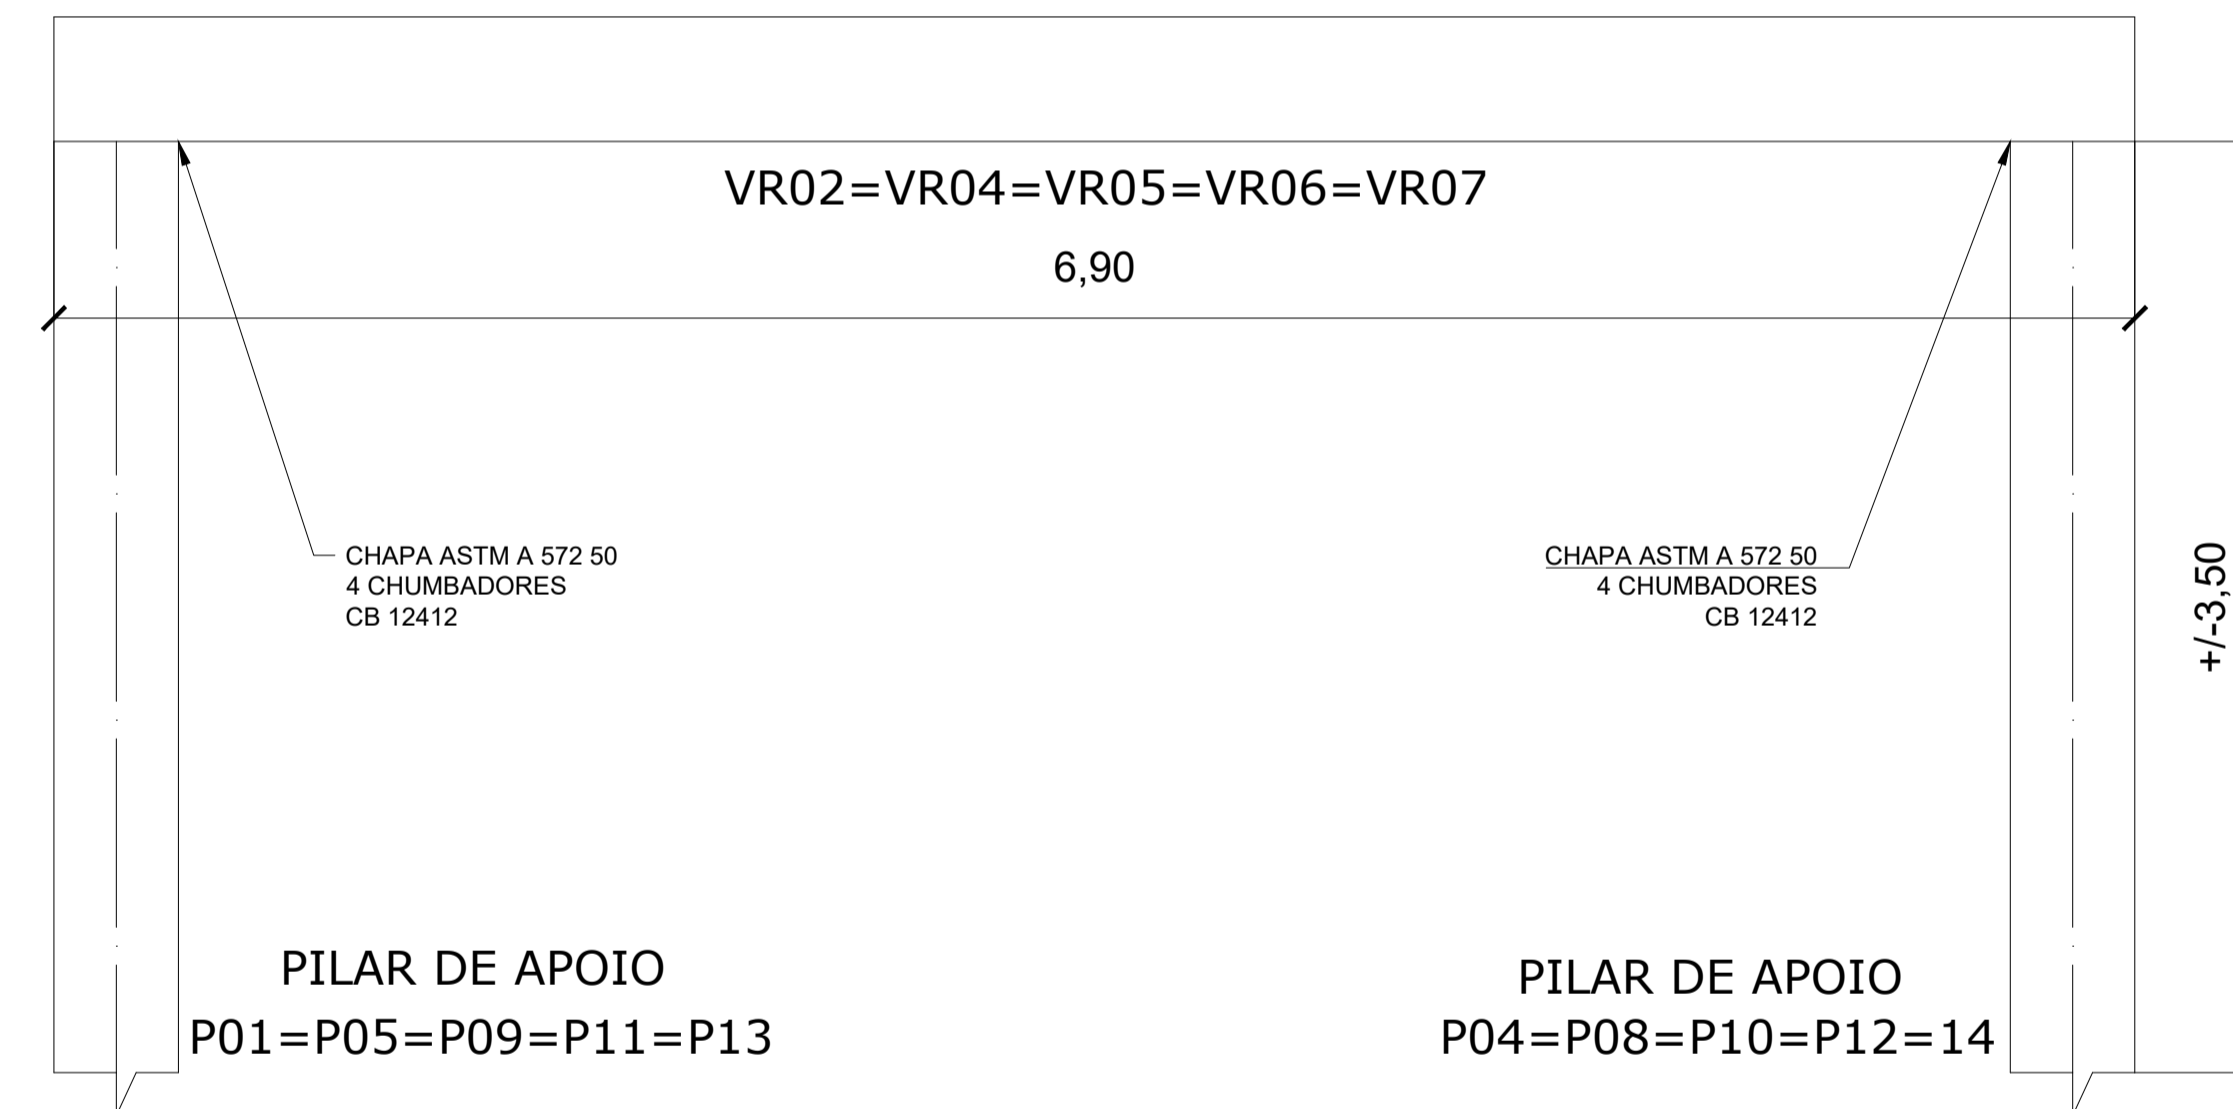 VR02=VR04=VR05=VR06=VR07
6,90
CHAPA ASTM A 572 50
4 CHUMBADORES
CB 12412
CHAPA ASTM A 572 50
4 CHUMBADORES
CB 12412
+/-3,50
PILAR DE APOIO
P01=P05=P09=P11=P13
PILAR DE APOIO
P04=P08=P10=P12=14